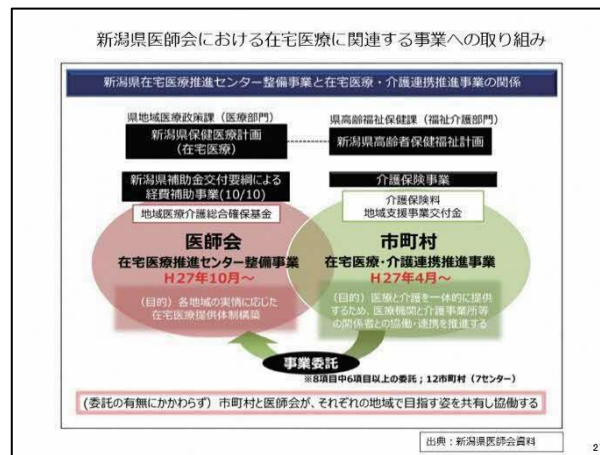 新潟県医師会における在宅医療に関連する事業への取り組み
新潟県在宅医療推進センター整備事業と在宅医療・介護連携推進事業の関係
県地域医療政策課（医療部門）
新潟県保健医療計画
(在宅医療)
県高齢福祉保健課（福祉介護部門）
新潟県高齢者保健福祉計画
新潟県補助金交付要綱による
経費補助事業(10/10)
地域医療介護総合確保基金
介護保険事業
介護保険料
地域支援事業交付金
医師会
在宅医療推進センター整備事業
H27年10月～
（目的）各地域の実情に応じた
在宅医療提供体制構築
市町村
在宅医療・介護連携推進事業
H27年4月～
（目的）医療と介護を一体的に提供
するため、医療機関と介護事業所等
の関係者との協働・連携を推進する
事業委託
※8項目中6項目以上の委託；12市町村（7センター）
(委託の有無にかかわらず）市町村と医師会が、それぞれの地域で目指す姿を共有し協働する
出典：新潟県医師会資料